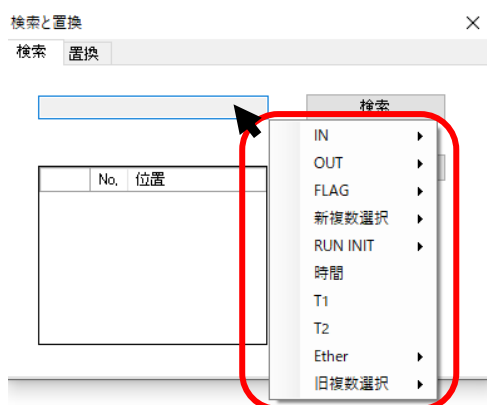 検索と置換
検索 置換
検索
No. 位置
IN
OUT
FLAG
新複数選択
RUN INIT
時間
T1
T2
Ether
旧複数選択